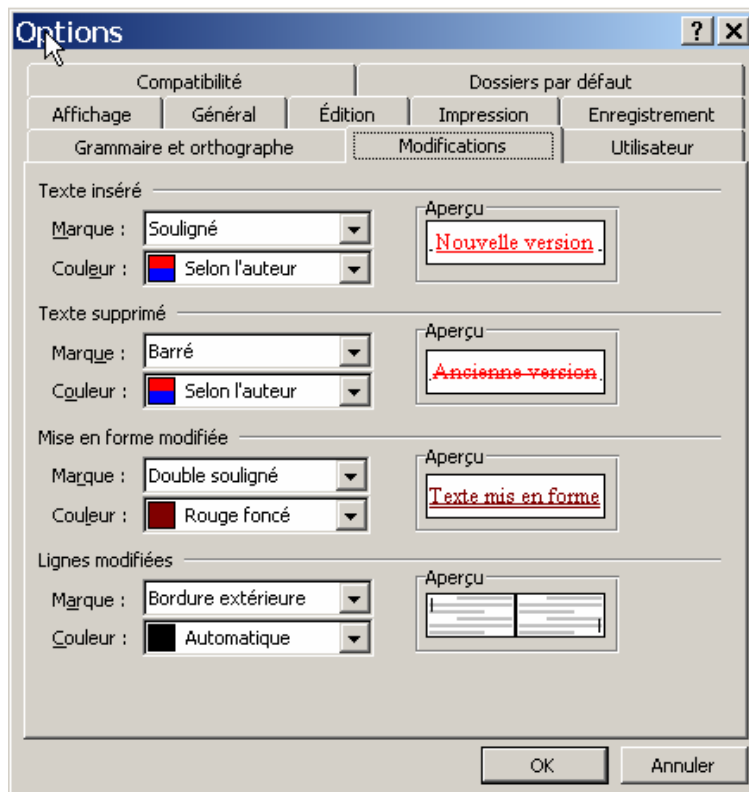 Options
Compatibilité Dossiers par défaut
Affichage Général Édition Impression Enregistrement
Grammaire et orthographe Modifications Utilisateur
Texte inséré
Marque : Souligné
Couleur : Selon l'auteur
Aperçu
Nouvelle version
Texte supprimé
Marque : Barré
Couleur : Selon l'auteur
Aperçu
Ancienne version
Mise en forme modifiée
Marque : Double souligné
Couleur : Rouge foncé
Aperçu
Texte mis en forme
Lignes modifiées
Marque : Bordure extérieure
Couleur : Automatique
Aperçu
OK Annuler